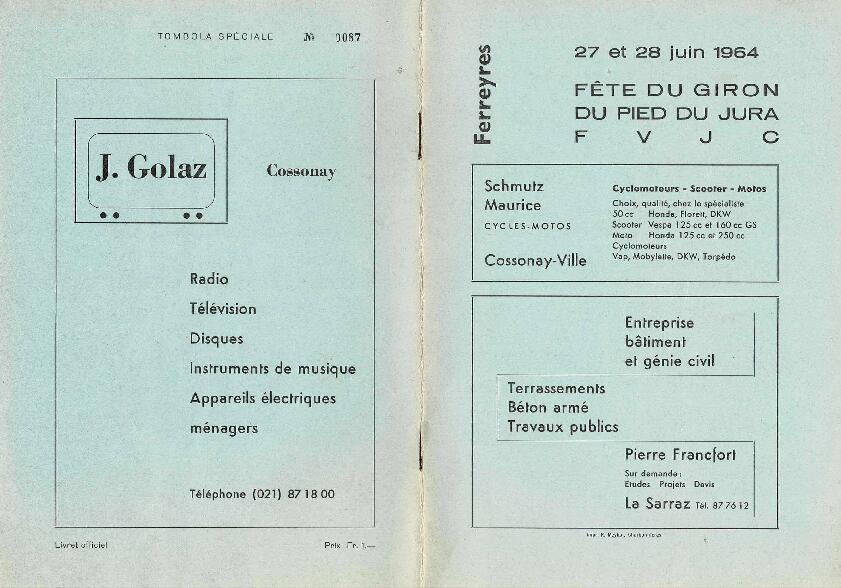 TOMBOLA SPÉCIALE № 0087
J. Golaz
Cossonay
Radio
Télévision
Disques
Instruments de musique
Appareils électriques
ménagers
Téléphone (021) 87 18 00
Livret officiel
Prix Fr. 1.—
Ferreyres
27 et 28 juin 1964
FÊTE DU GIRON
DU PIED DU JURA
F V J C
Schmutz
Maurice
CYCLES-MOTOS
Cossonay-Ville
Cyclomoteurs - Scooter - Motos
Choix, qualité, chez le spécialiste
50 cc Honda, Florett, DKW
Scooter Vespa 125 cc et 160 cc GS
Moto Honda 125 cc et 250 cc
Cyclomoteurs
Vap, Mobylette, DKW, Torpédo
Entreprise
bâtiment
et génie civil
Terrassements
Béton armé
Travaux publics
Pierre Francfort
Sur demande:
Etudes Projets Devis
La Sarraz Tél. 87 76 12